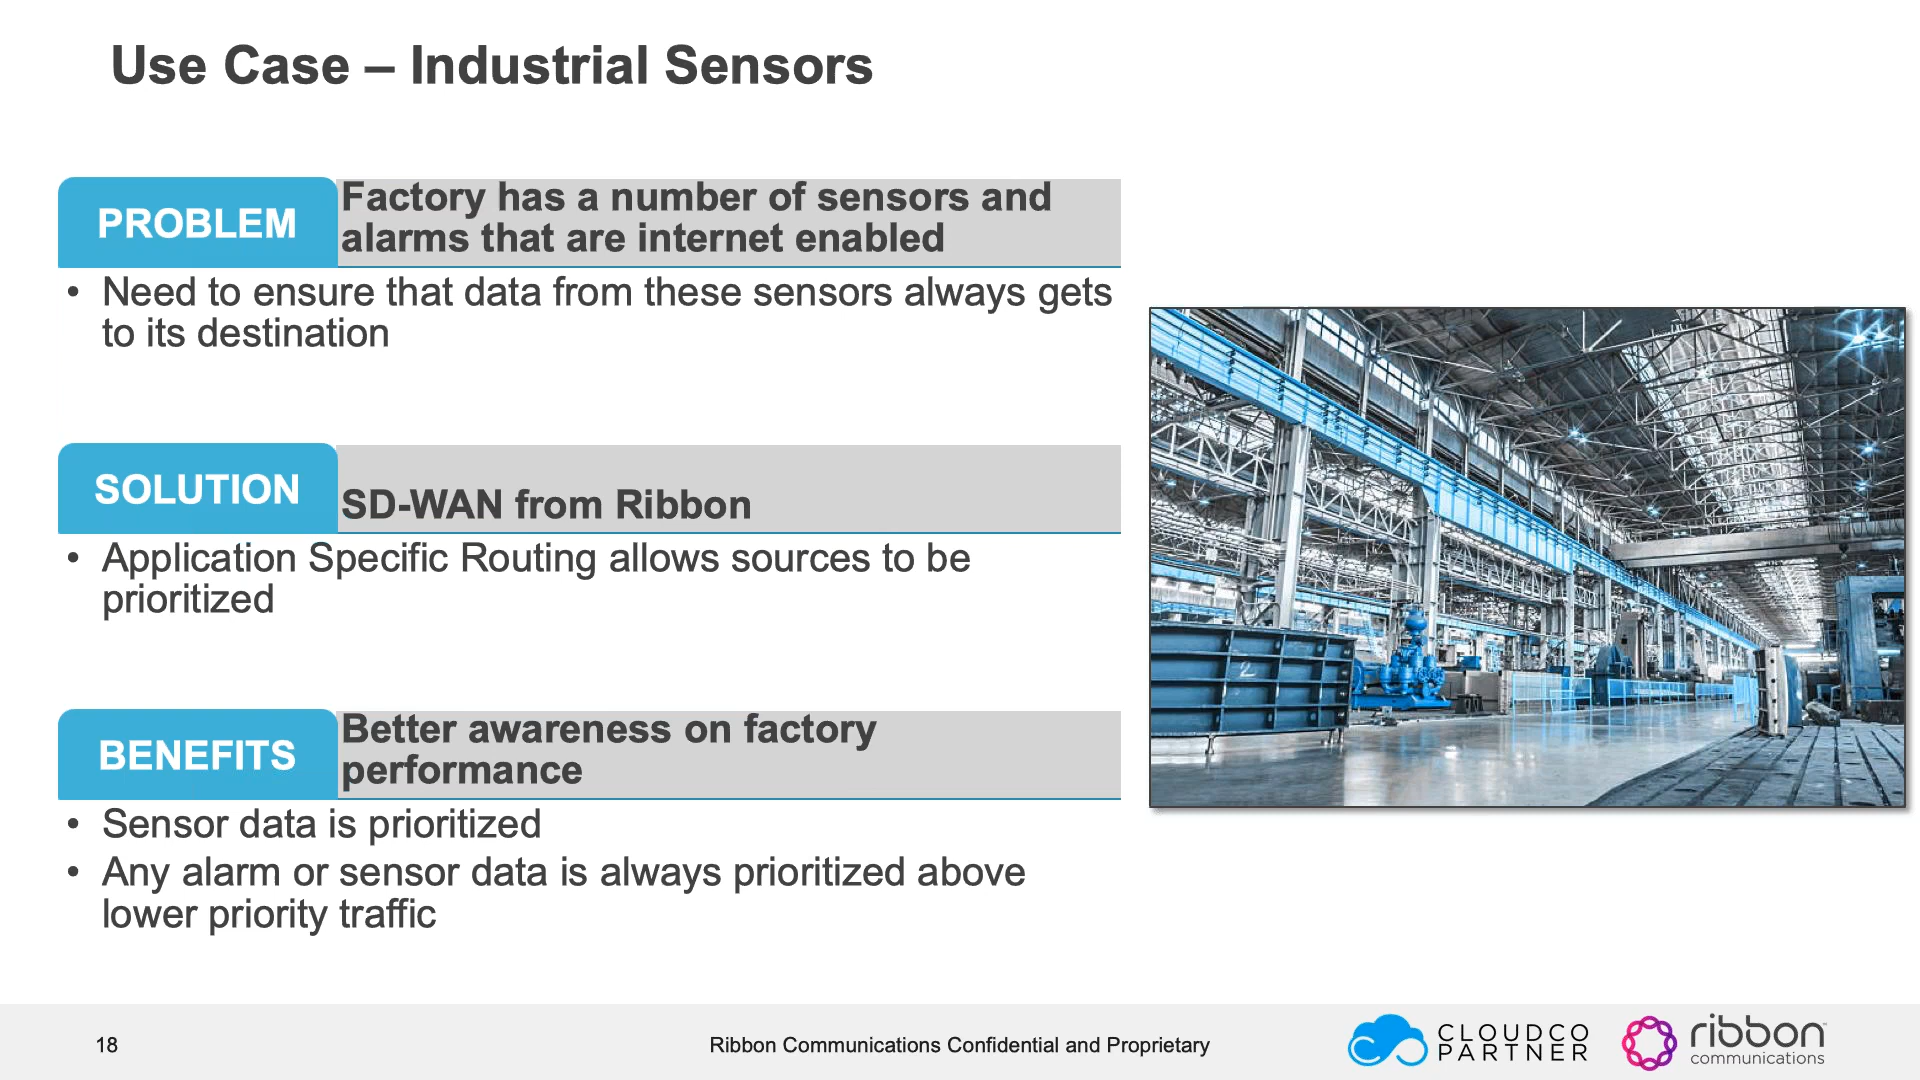 Use Case – Industrial Sensors
PROBLEM
Factory has a number of sensors and
alarms that are internet enabled
• Need to ensure that data from these sensors always gets
to its destination
SOLUTION
SD-WAN from Ribbon
• Application Specific Routing allows sources to be
prioritized
BENEFITS
Better awareness on factory
performance
• Sensor data is prioritized
• Any alarm or sensor data is always prioritized above
lower priority traffic
2
18
Ribbon Communications Confidential and Proprietary
CLOUDCO
PARTNER
ribbon
communications